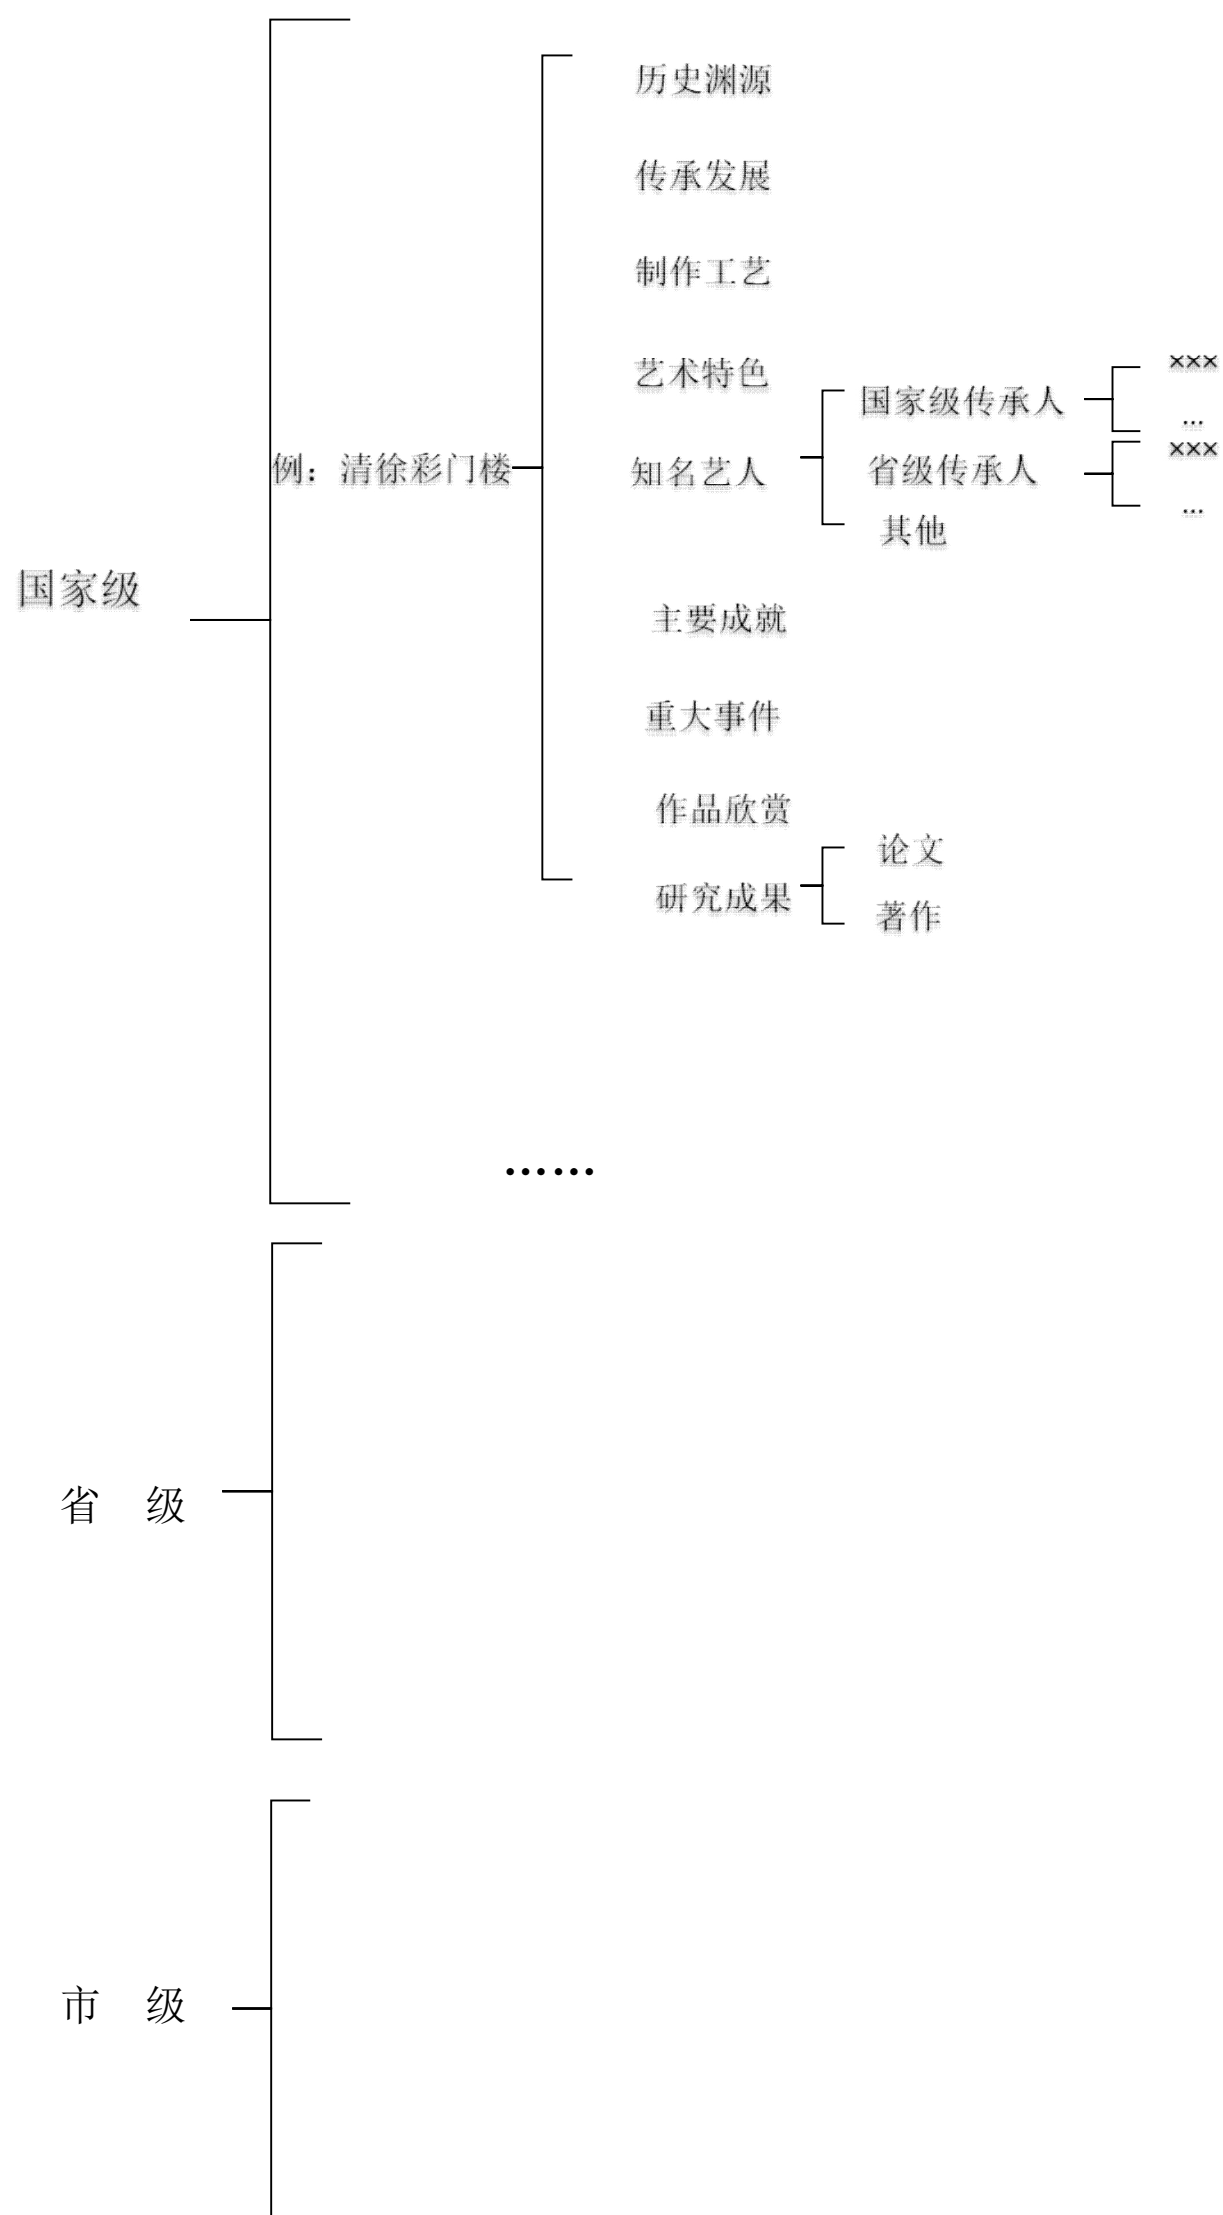 历史渊源
传承发展
制作工艺
艺术特色
×××
国家级传承人
...
×××
例：清徐彩门楼
知名艺人
省级传承人
...
其他
国家级
主要成就
重大事件
作品欣赏
论文
研究成果
著作
……
省 级
市 级